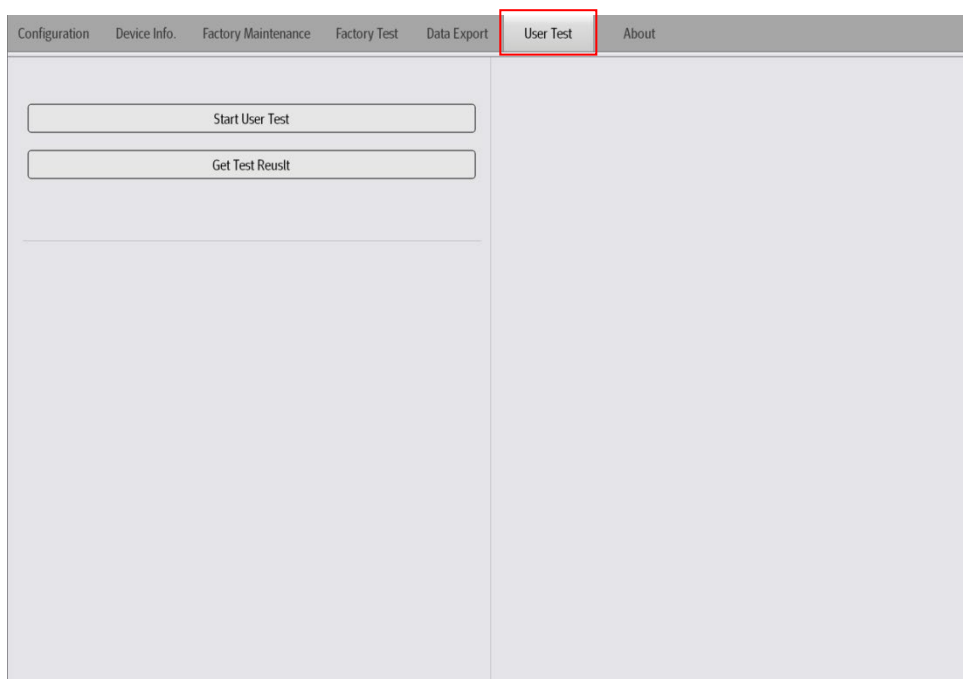 Configuration Device Info. Factory Maintenance Factory Test Data Export User Test About
Start User Test
Get Test Reuslt